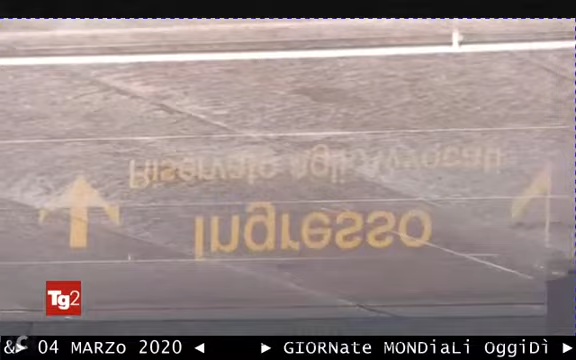 Riservato Agli Avvocati
Ingresso
Tg2
&► 04 MARZo 2020 ◄ ► GIORNate MONDiaLi OggiDì ►